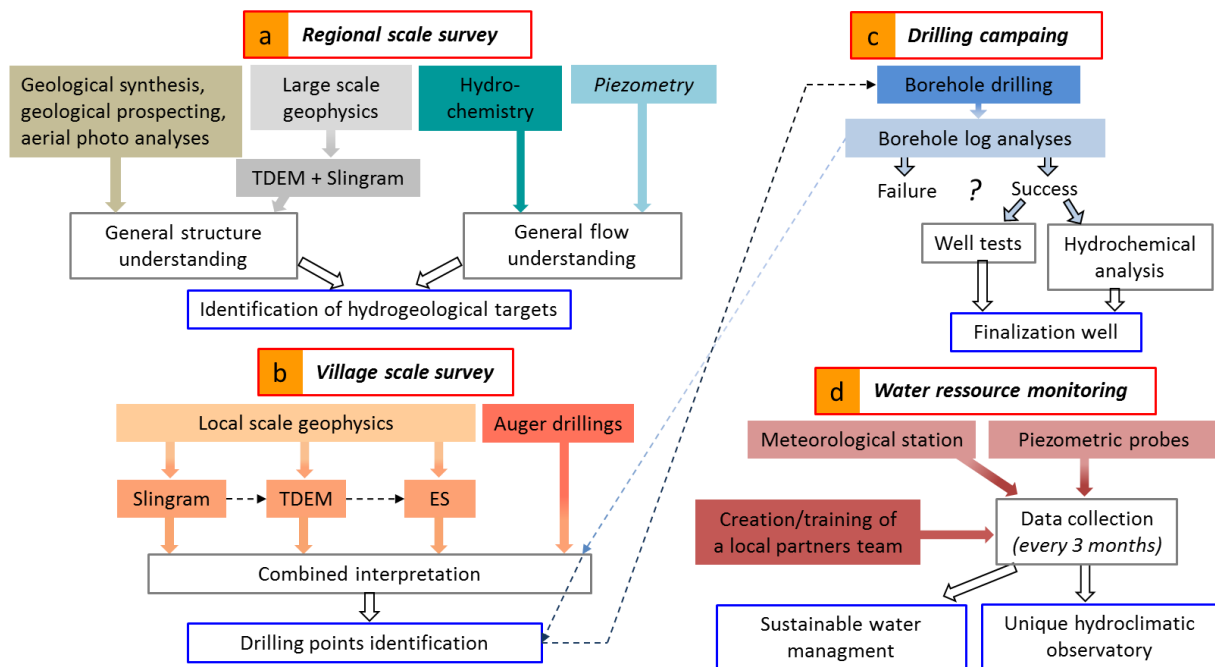 a
Regional scale survey
Geological synthesis,
geological prospecting,
aerial photo analyses
Large scale
geophysics
Hydro-
chemistry
Piezometry
TDEM + Slingram
General structure
understanding
General flow
understanding
Identification of hydrogeological targets
b
Village scale survey
Local scale geophysics
Auger drillings
Slingram
TDEM
ES
Combined interpretation
Drilling points identification
c
Drilling campaing
Borehole drilling
Borehole log analyses
Failure
?
Success
Well tests
Hydrochemical
analysis
Finalization well
d
Water ressource monitoring
Meteorological station
Piezometric probes
Creation/training of
a local partners team
Data collection
(every 3 months)
Sustainable water
managment
Unique hydroclimatic
observatory